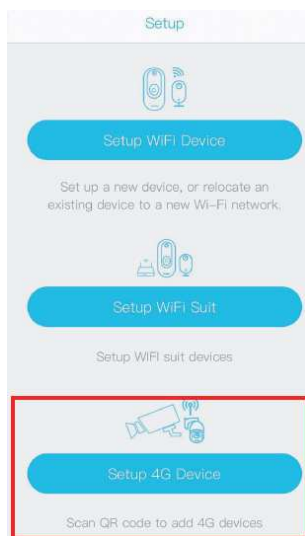 Setup
Setup WiFi Device
Set up a new device, or relocate an
existing device to a new Wi-Fi network.
Setup WiFi Suit
Setup WIFI suit devices
Setup 4G Device
Scan QR code to add 4G devices